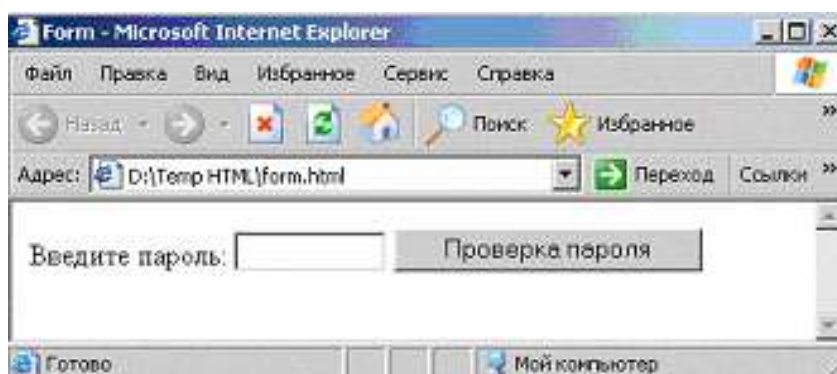 Form - Microsoft Internet Explorer
Файл Правка Вид Избранное Сервис Справка
Назад Поиск Избранное »
Адрес: D:\Temp HTML\form.html Переход Ссылки »
Введите пароль: Проверка пароля
Готово Мой компьютер